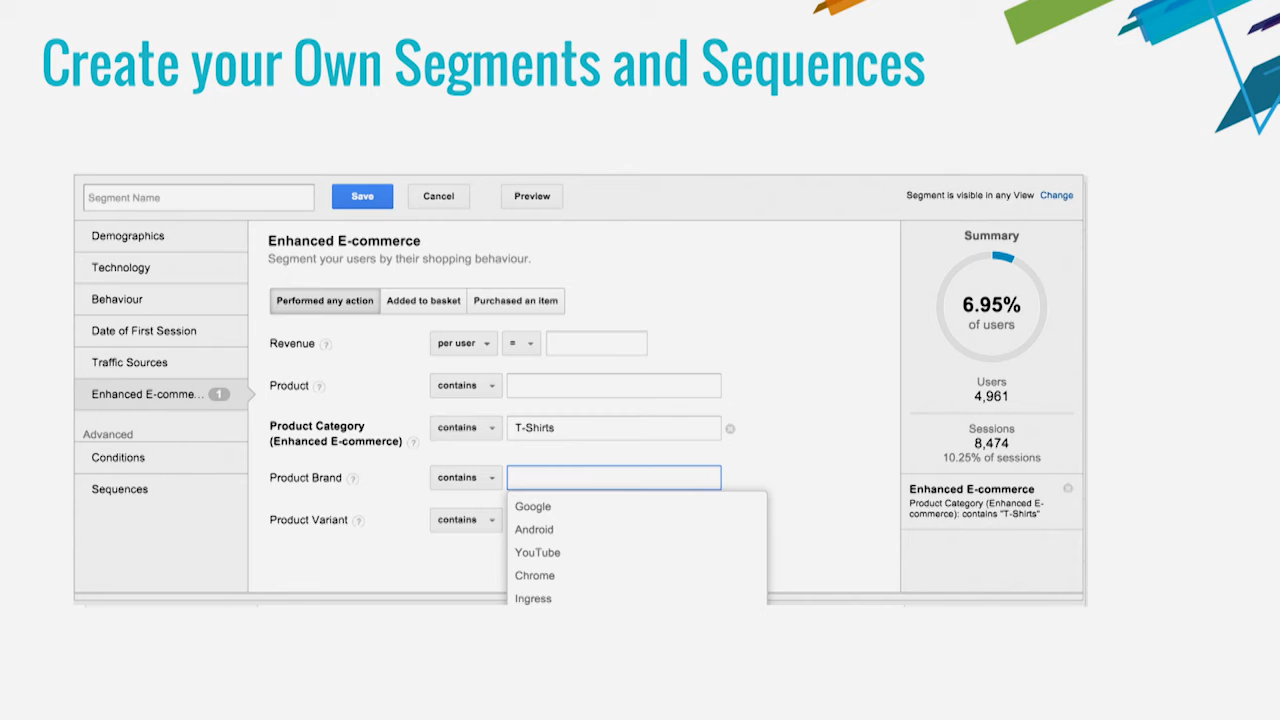 Create your Own Segments and Sequences
Segment Name
Save
Cancel
Preview
Segment is visible in any View Change
Demographics
Technology
Behaviour
Date of First Session
Traffic Sources
Enhanced E-comme... 1
Advanced
Conditions
Sequences
Enhanced E-commerce
Segment your users by their shopping behaviour.
Performed any action
Added to basket
Purchased an item
Revenue ?
per user
=
Product ?
contains
Product Category
(Enhanced E-commerce) ?
contains
T-Shirts
Product Brand ?
contains
Google
Android
YouTube
Chrome
Ingress
Product Variant ?
contains
Summary
6.95%
of users
Users
4,961
Sessions
8,474
10.25% of sessions
Enhanced E-commerce
Product Category (Enhanced E-
commerce): contains "T-Shirts"